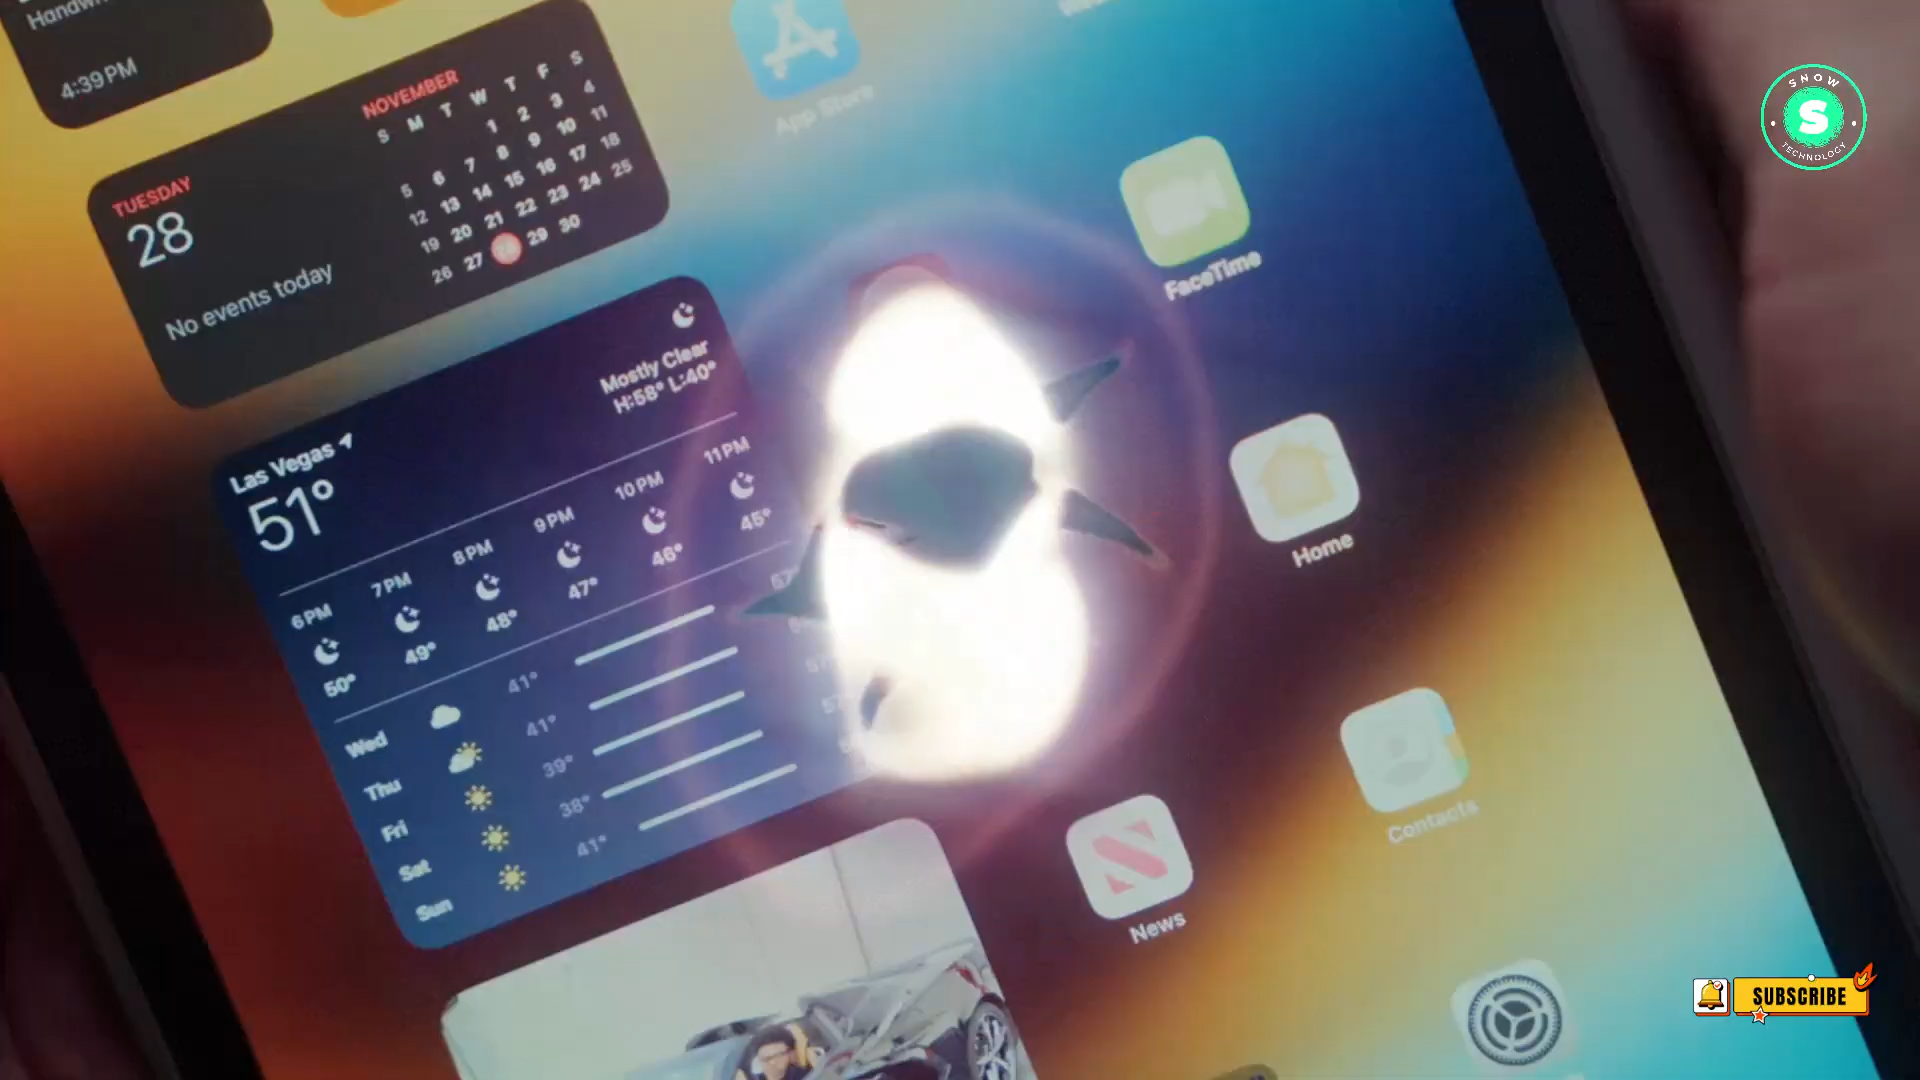 Handw
4:39 PM
TUESDAY
28
No events today
NOVEMBER
S M T W T F S
1 2 3 4
5 6 7 8 9 10 11
12 13 14 15 16 17 18
19 20 21 22 23 24 25
26 27 28 29 30
App Store
FaceTime
Home
Contacts
News
Las Vegas
51°
Mostly Clear
H:58° L:40°
6 PM 7 PM 8 PM 9 PM 10 PM 11 PM
50° 49° 48° 47° 46° 45°
Wed 41°
Thu 41°
Fri 39°
Sat 38°
Sun 41°
SNOW
S
TECHNOLOGY
SUBSCRIBE